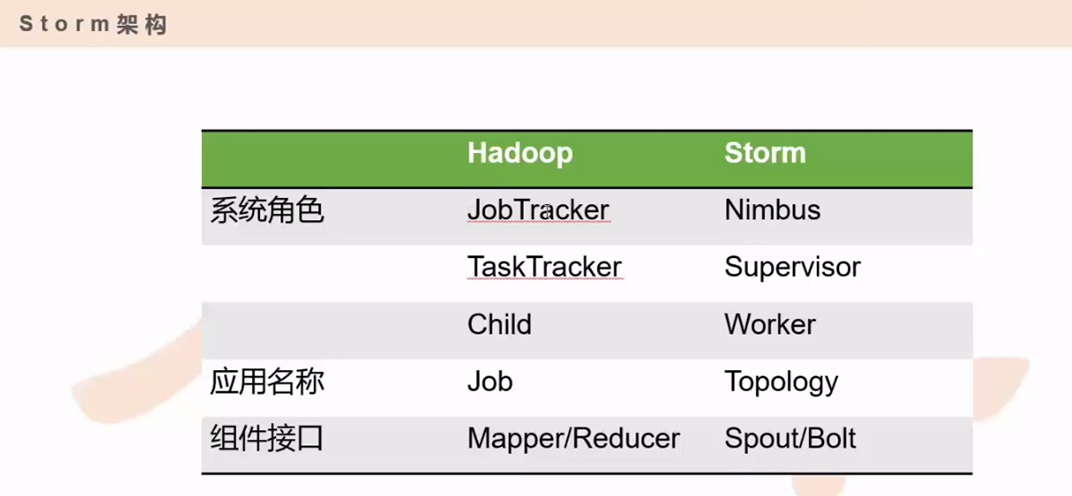 Storm架构
Hadoop Storm
系统角色 JobTracker Nimbus
TaskTracker Supervisor
Child Worker
应用名称 Job Topology
组件接口 Mapper/Reducer Spout/Bolt